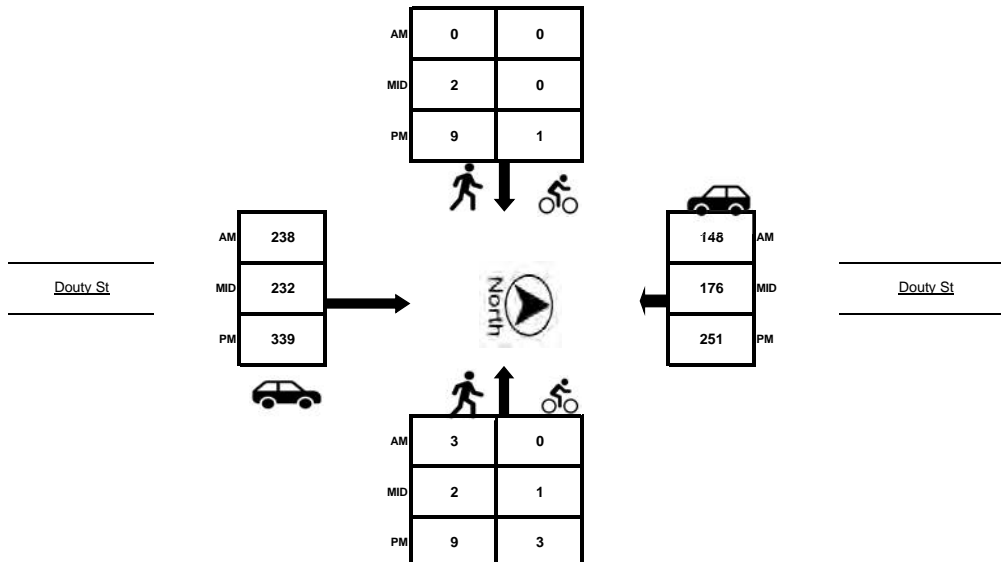 AM 0 0
MID 2 0
PM 9 1
AM 238
148 AM
Douty St
MID 232
North
176 MID
Douty St
PM 339
251 PM
AM 3 0
MID 2 1
PM 9 3